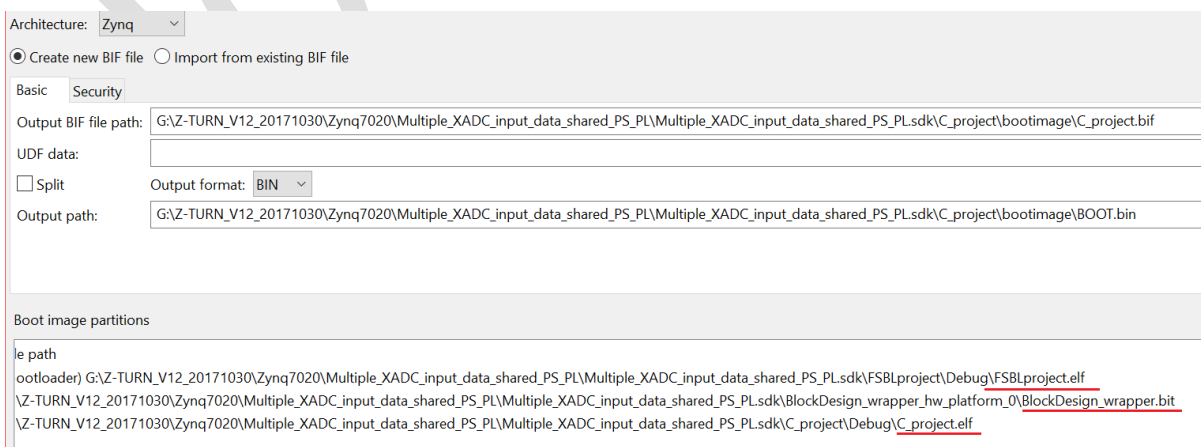 Architecture: Zynq
Create new BIF file Import from existing BIF file
Basic Security
Output BIF file path: G:\Z-TURN_V12_20171030\Zynq7020\Multiple_XADC_input_data_shared_PS_PL\Multiple_XADC_input_data_shared_PS_PL.sdk\C_project\bootimage\C_project.bif
UDF data:
Split Output format: BIN
Output path: G:\Z-TURN_V12_20171030\Zynq7020\Multiple_XADC_input_data_shared_PS_PL\Multiple_XADC_input_data_shared_PS_PL.sdk\C_project\bootimage\BOOT.bin
Boot image partitions
le path
ootloader) G:\Z-TURN_V12_20171030\Zynq7020\Multiple_XADC_input_data_shared_PS_PL\Multiple_XADC_input_data_shared_PS_PL.sdk\FSBLproject\Debug\FSBLproject.elf
\Z-TURN_V12_20171030\Zynq7020\Multiple_XADC_input_data_shared_PS_PL\Multiple_XADC_input_data_shared_PS_PL.sdk\BlockDesign_wrapper_hw_platform_0\BlockDesign_wrapper.bit
\Z-TURN_V12_20171030\Zynq7020\Multiple_XADC_input_data_shared_PS_PL\Multiple_XADC_input_data_shared_PS_PL.sdk\C_project\Debug\C_project.elf